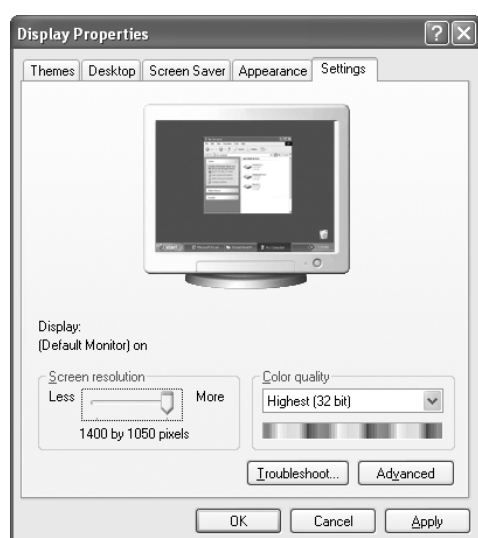 Display Properties
Themes Desktop Screen Saver Appearance Settings
Display:
(Default Monitor) on
Screen resolution
Less More
1400 by 1050 pixels
Color quality
Highest (32 bit)
Troubleshoot... Advanced
OK Cancel Apply